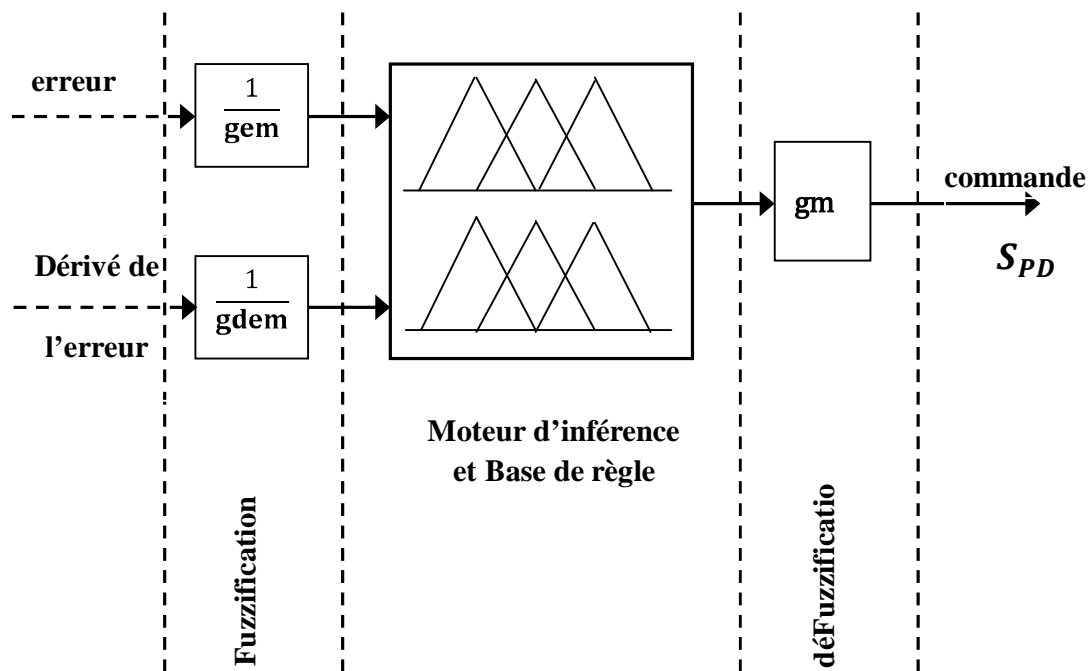 erreur
1
gem
Dérivé de
l'erreur
1
gdem
Moteur d'inférence
et Base de règle
gm
commande
S_PD
Fuzzification
déFuzzificatio